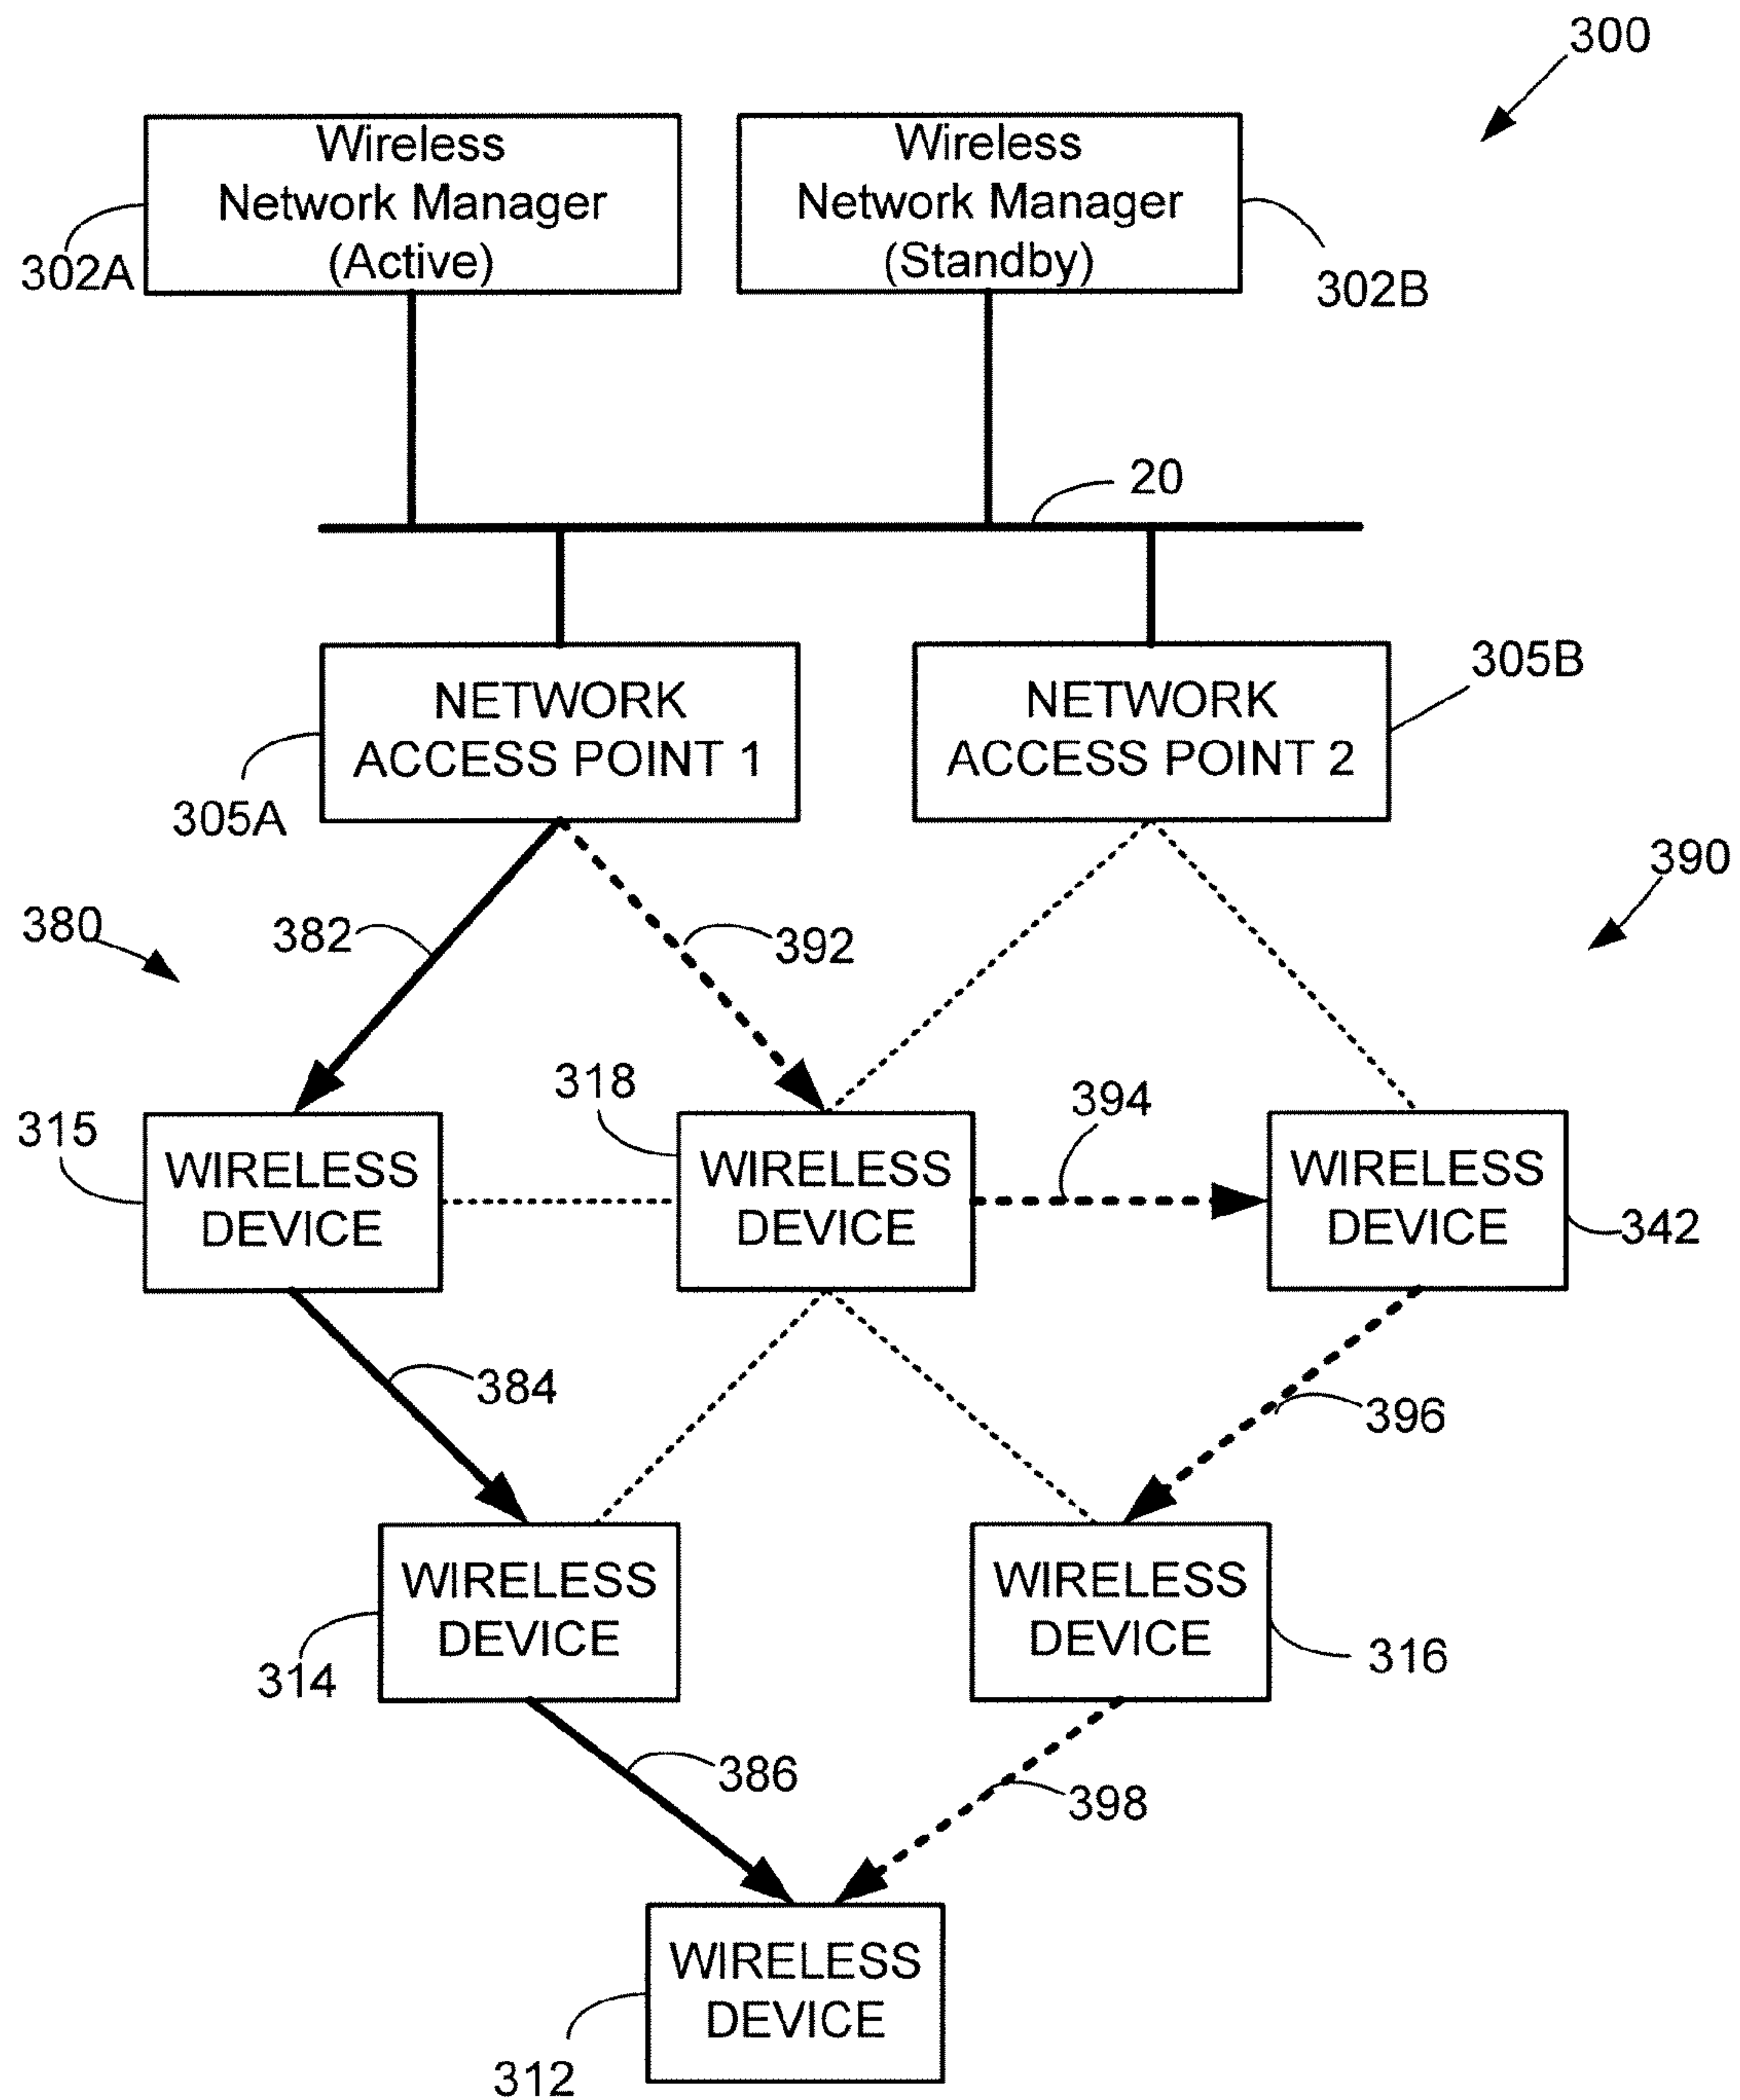 300
Wireless
Network Manager
(Active)
Wireless
Network Manager
(Standby)
302A
302B
20
NETWORK
ACCESS POINT 1
NETWORK
ACCESS POINT 2
305B
305A
390
380
382
392
318
394
315
WIRELESS
DEVICE
WIRELESS
DEVICE
WIRELESS
DEVICE
342
384
396
WIRELESS
DEVICE
WIRELESS
DEVICE
314
316
386
398
WIRELESS
DEVICE
312